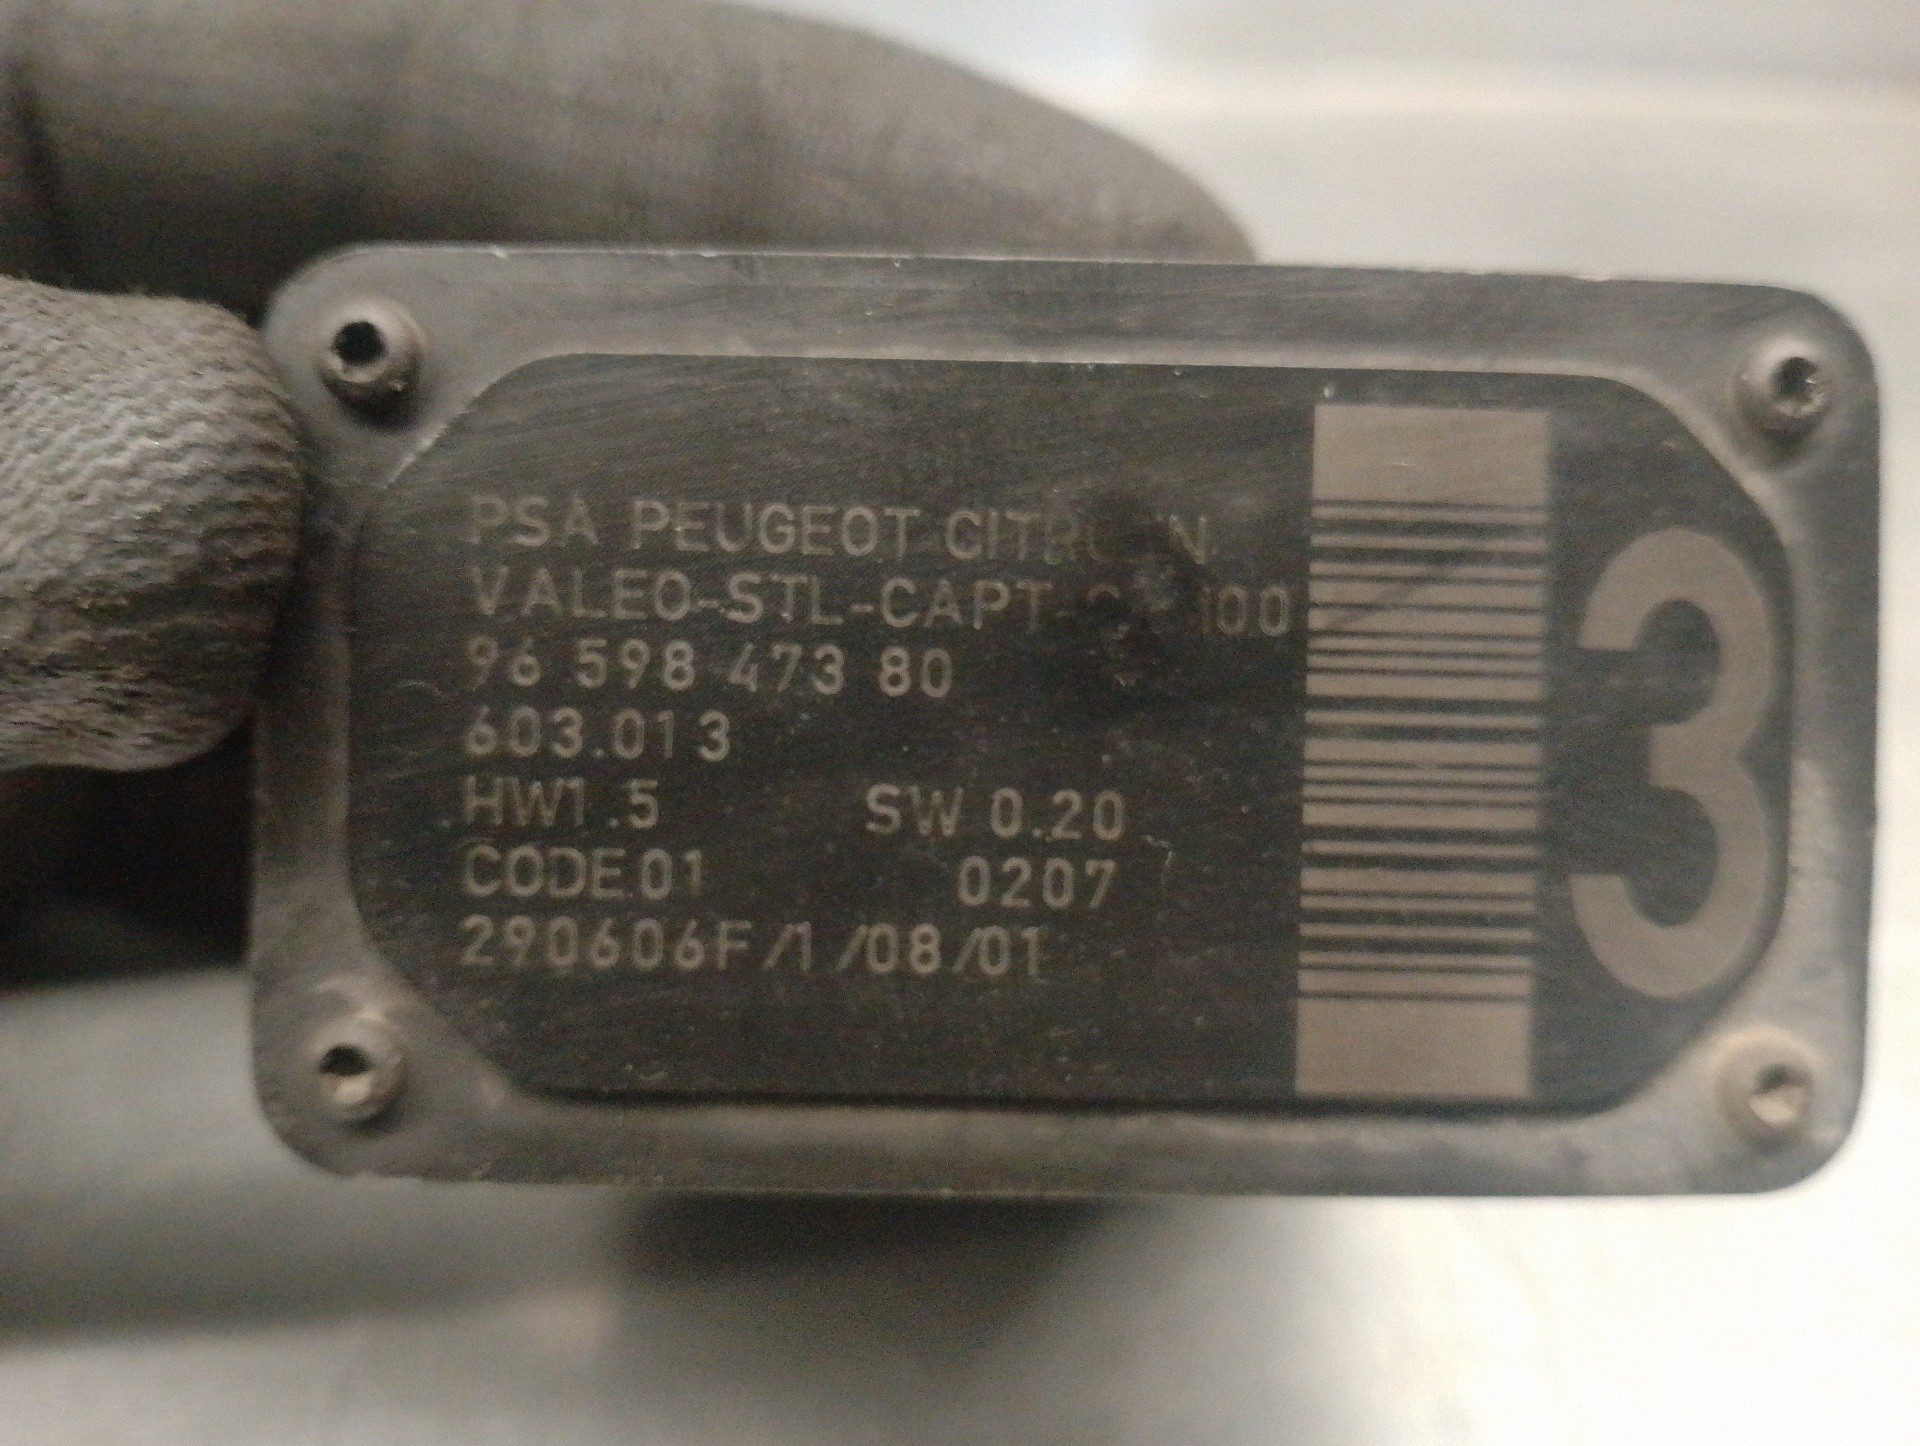 PSA PEUGEOT
96 598 473 80
603.013
HW1.5 SW 0.20
CODE.01 0207
290606F/1/08/01
3